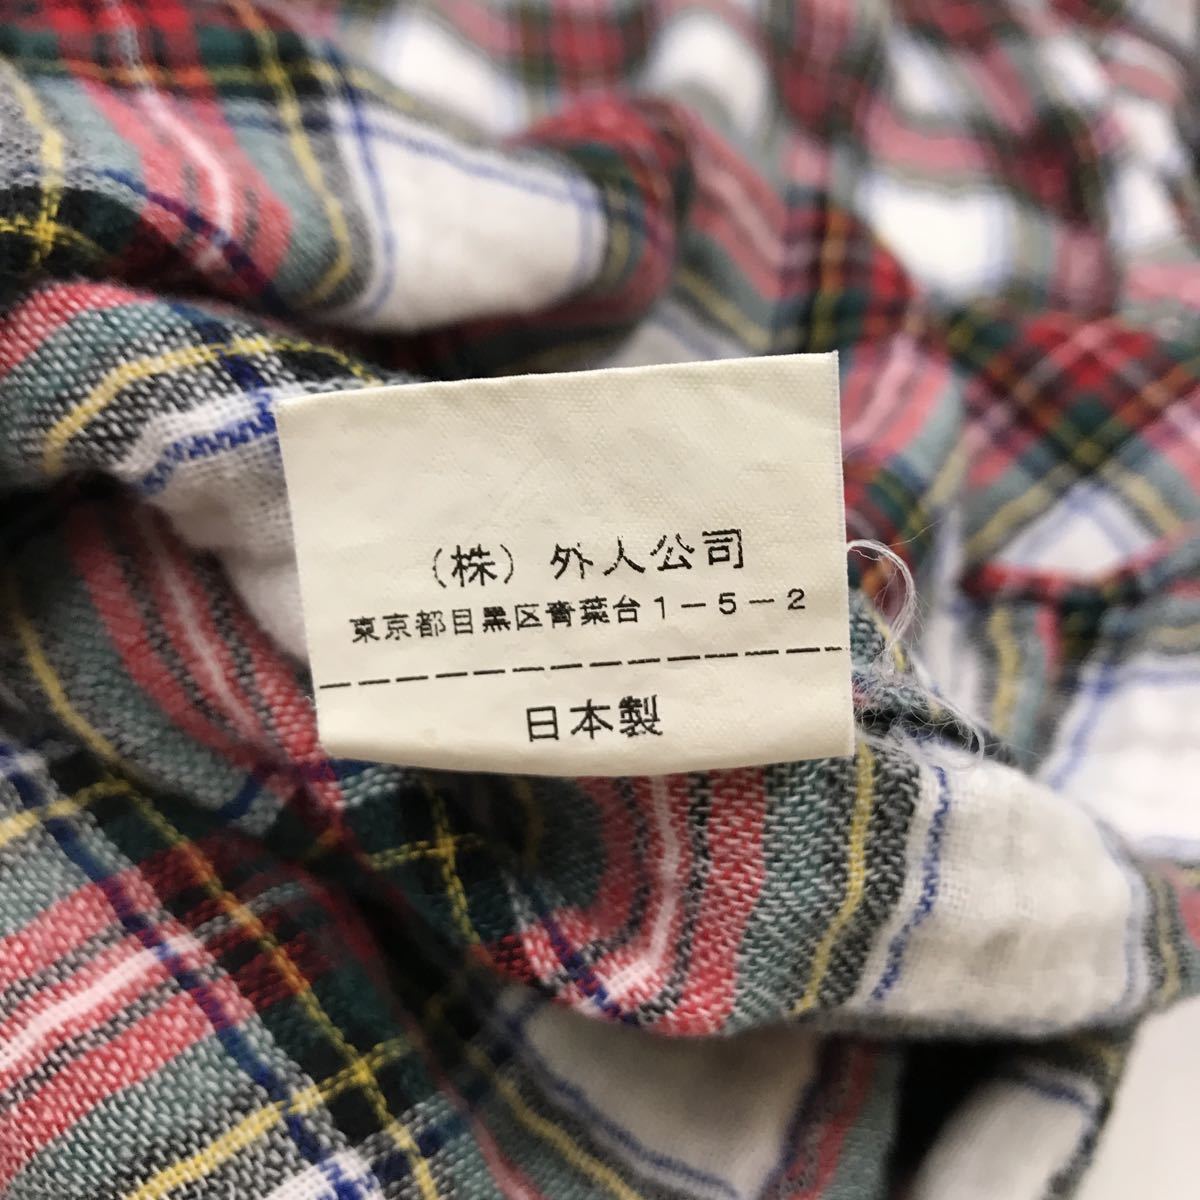 （株）外人公司
東京都目黒区青葉台１－５－２
日本製